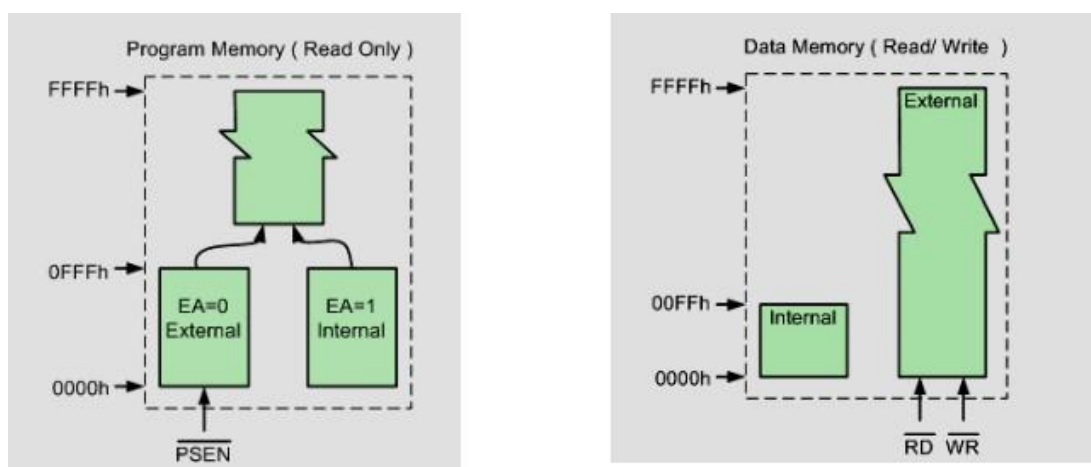 Program Memory ( Read Only )
FFFFh
0FFFh
EA=0
External
EA=1
Internal
0000h
PSEN
Data Memory ( Read/ Write )
FFFFh
External
00FFh
Internal
0000h
RD WR